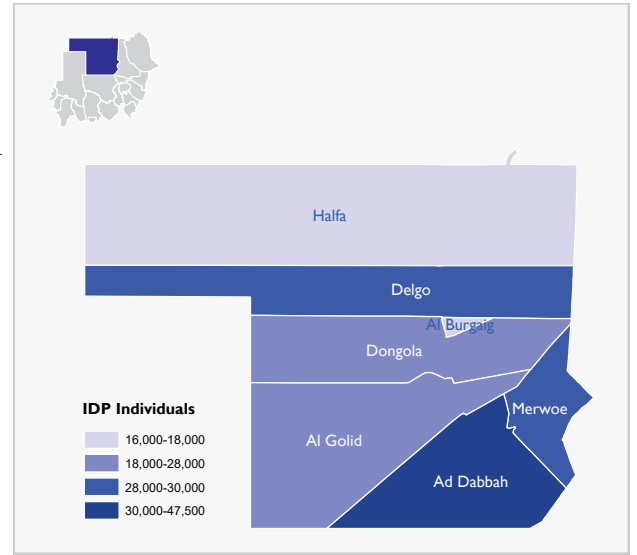 Halfa
Delgo
Al Burgaig
Dongola
Merwoe
Al Golid
Ad Dabbah
IDP Individuals
16,000-18,000
18,000-28,000
28,000-30,000
30,000-47,500